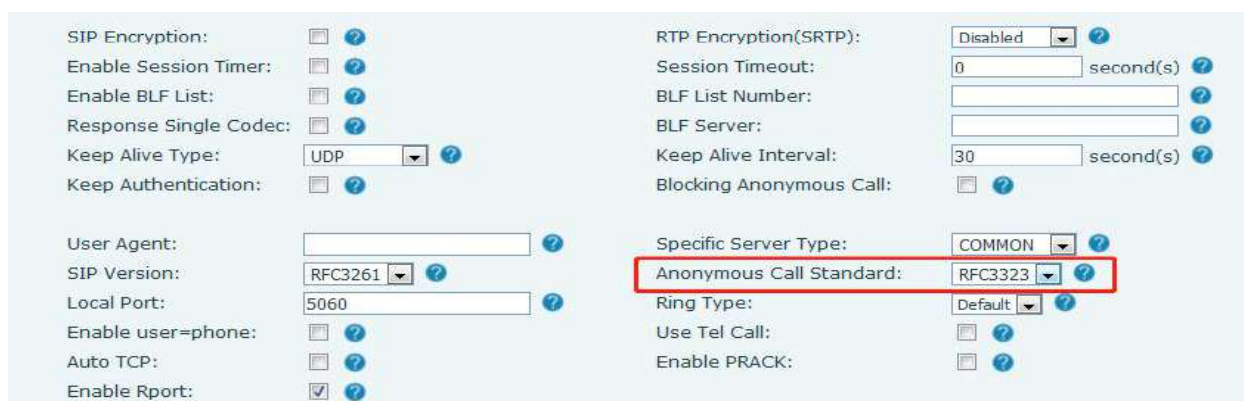 SIP Encryption: RTP Encryption(SRTP): Disabled
Enable Session Timer: Session Timeout: 0 second(s)
Enable BLF List: BLF List Number:
Response Single Codec: BLF Server:
Keep Alive Type: UDP Keep Alive Interval: 30 second(s)
Keep Authentication: Blocking Anonymous Call:
User Agent: Specific Server Type: COMMON
SIP Version: RFC3261 Anonymous Call Standard: RFC3323
Local Port: 5060 Ring Type: Default
Enable user=phone: Use Tel Call:
Auto TCP: Enable PRACK:
Enable Rport: